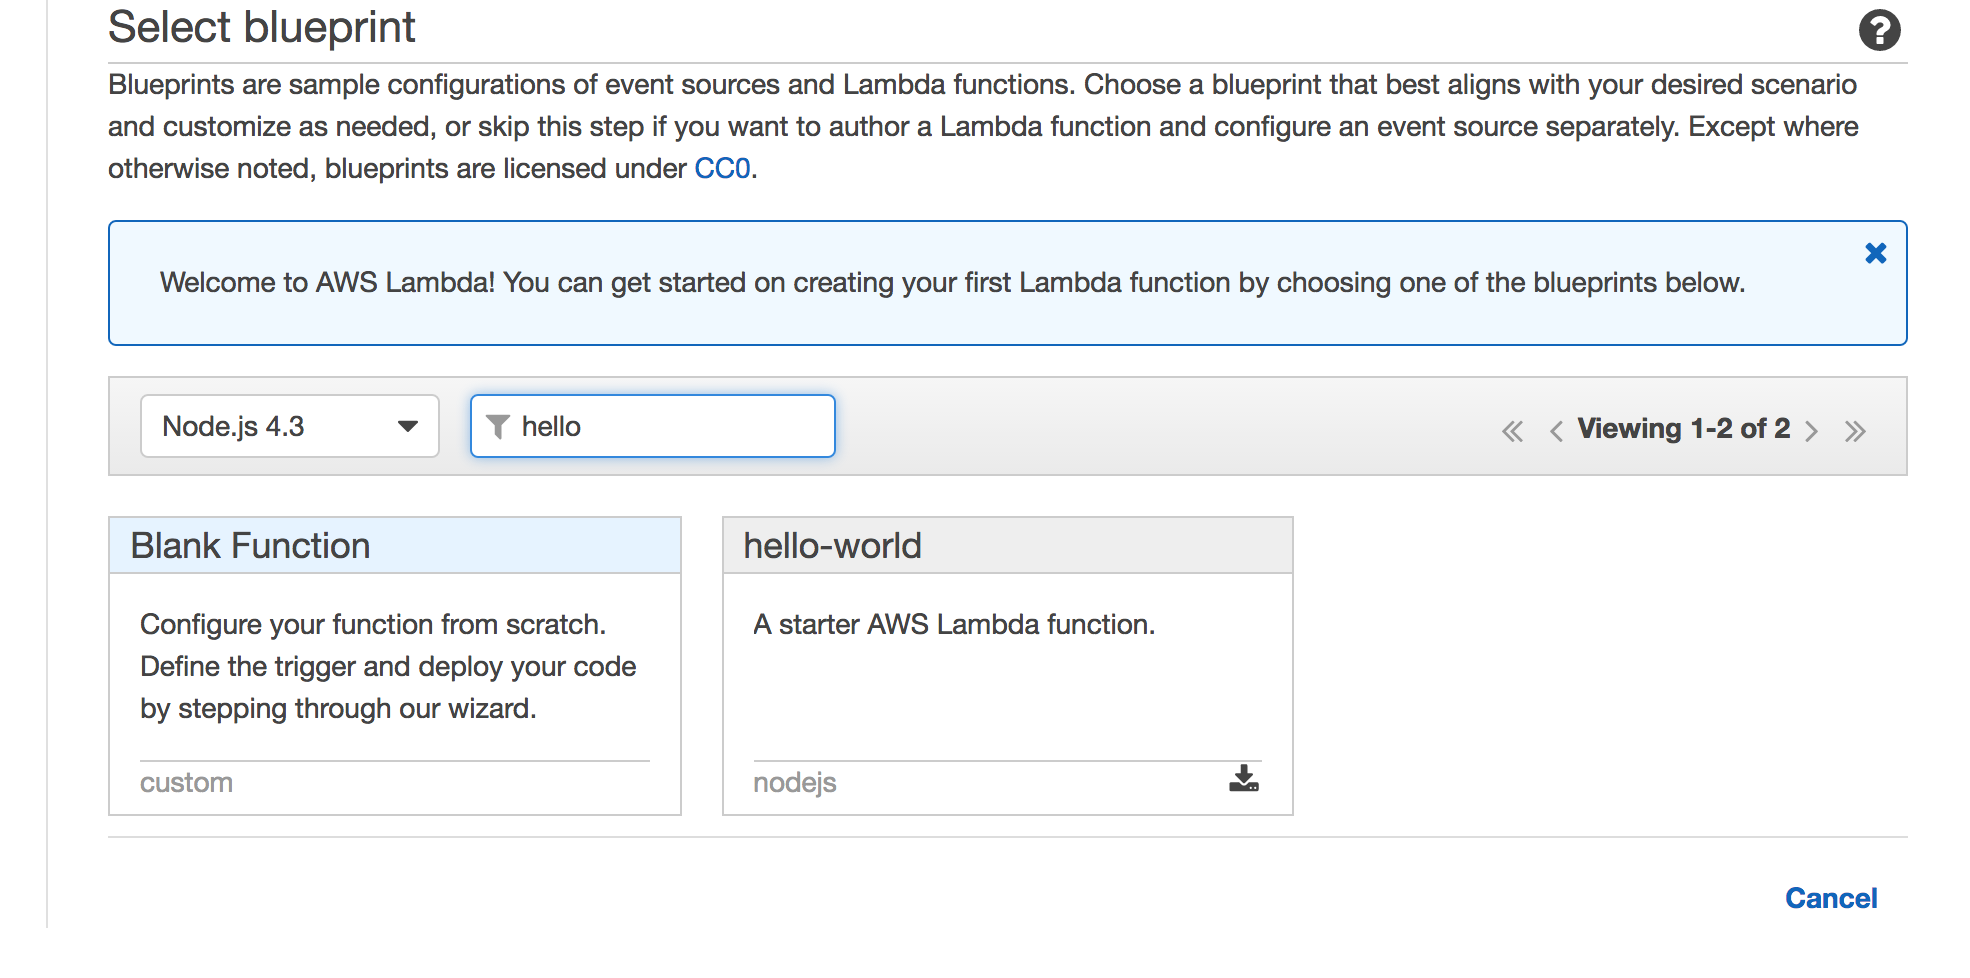 Select blueprint
?
Blueprints are sample configurations of event sources and Lambda functions. Choose a blueprint that best aligns with your desired scenario
and customize as needed, or skip this step if you want to author a Lambda function and configure an event source separately. Except where
otherwise noted, blueprints are licensed under CC0.
Welcome to AWS Lambda! You can get started on creating your first Lambda function by choosing one of the blueprints below.
Node.js 4.3
hello
Viewing 1-2 of 2
Blank Function
Configure your function from scratch.
Define the trigger and deploy your code
by stepping through our wizard.
custom
hello-world
A starter AWS Lambda function.
nodejs
Cancel